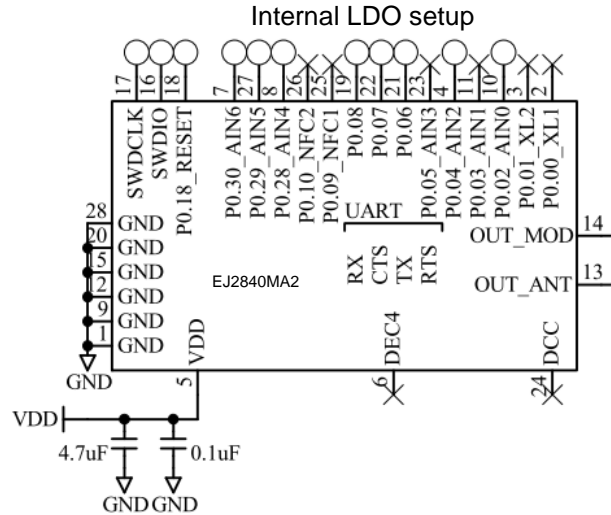 Internal LDO setup
17 16 18 7 27 8 26 25 19 22 21 23 4 11 10 3 2
SWDCLK
SWDIO
P0.18_RESET
P0.30_AIN6
P0.29_AIN5
P0.28_AIN4
P0.10_NFC2
P0.09_NFC1
P0.08
P0.07
P0.06
P0.05_AIN3
P0.04_AIN2
P0.03_AIN1
P0.02_AIN0
P0.01_XL2
P0.00_XL1
UART
RX
CTS
TX
RTS
28 GND
20 GND
15 GND
12 GND
9 GND
1 GND
GND
EJ2840MA2
OUT_MOD 14
OUT_ANT 13
VDD
5
DEC4
6
DCC
24
VDD
4.7uF 0.1uF
GND GND